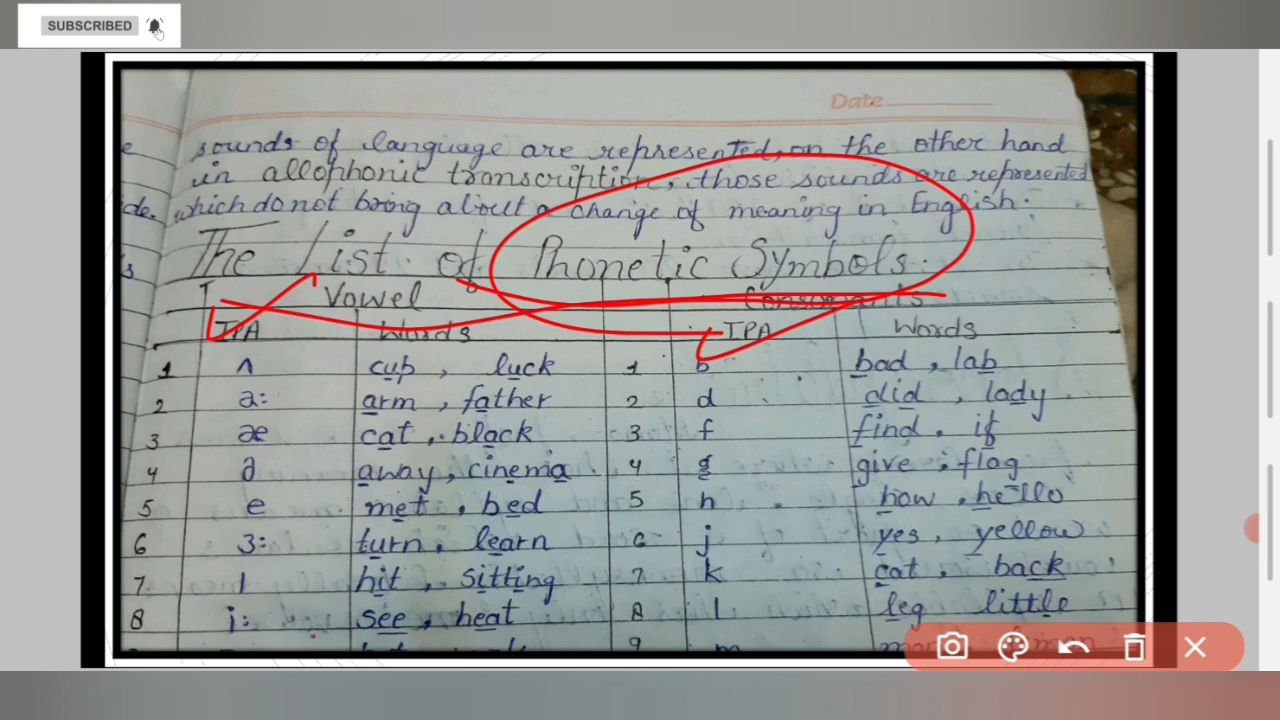 SUBSCRIBED
Date
e sounds of language are represented, on the other hand
in allophonic transcription, those sounds are represented
de. which do not bring about a change of meaning in English.
s The List of Phonetic Symbols.
Vowel Consonants
IPA Words IPA Words
1 ʌ cup, luck 1 b bad, lab
2 a: arm, father 2 d did, lady
3 æ cat, black 3 f find, if
4 ə away, cinema 4 g give, flag
5 e met, bed 5 h how, hello
6 3: turn, learn 6 j yes, yellow
7. I hit, sitting 7 k cat, back
8 i: see, heat 8 l leg little
9 m